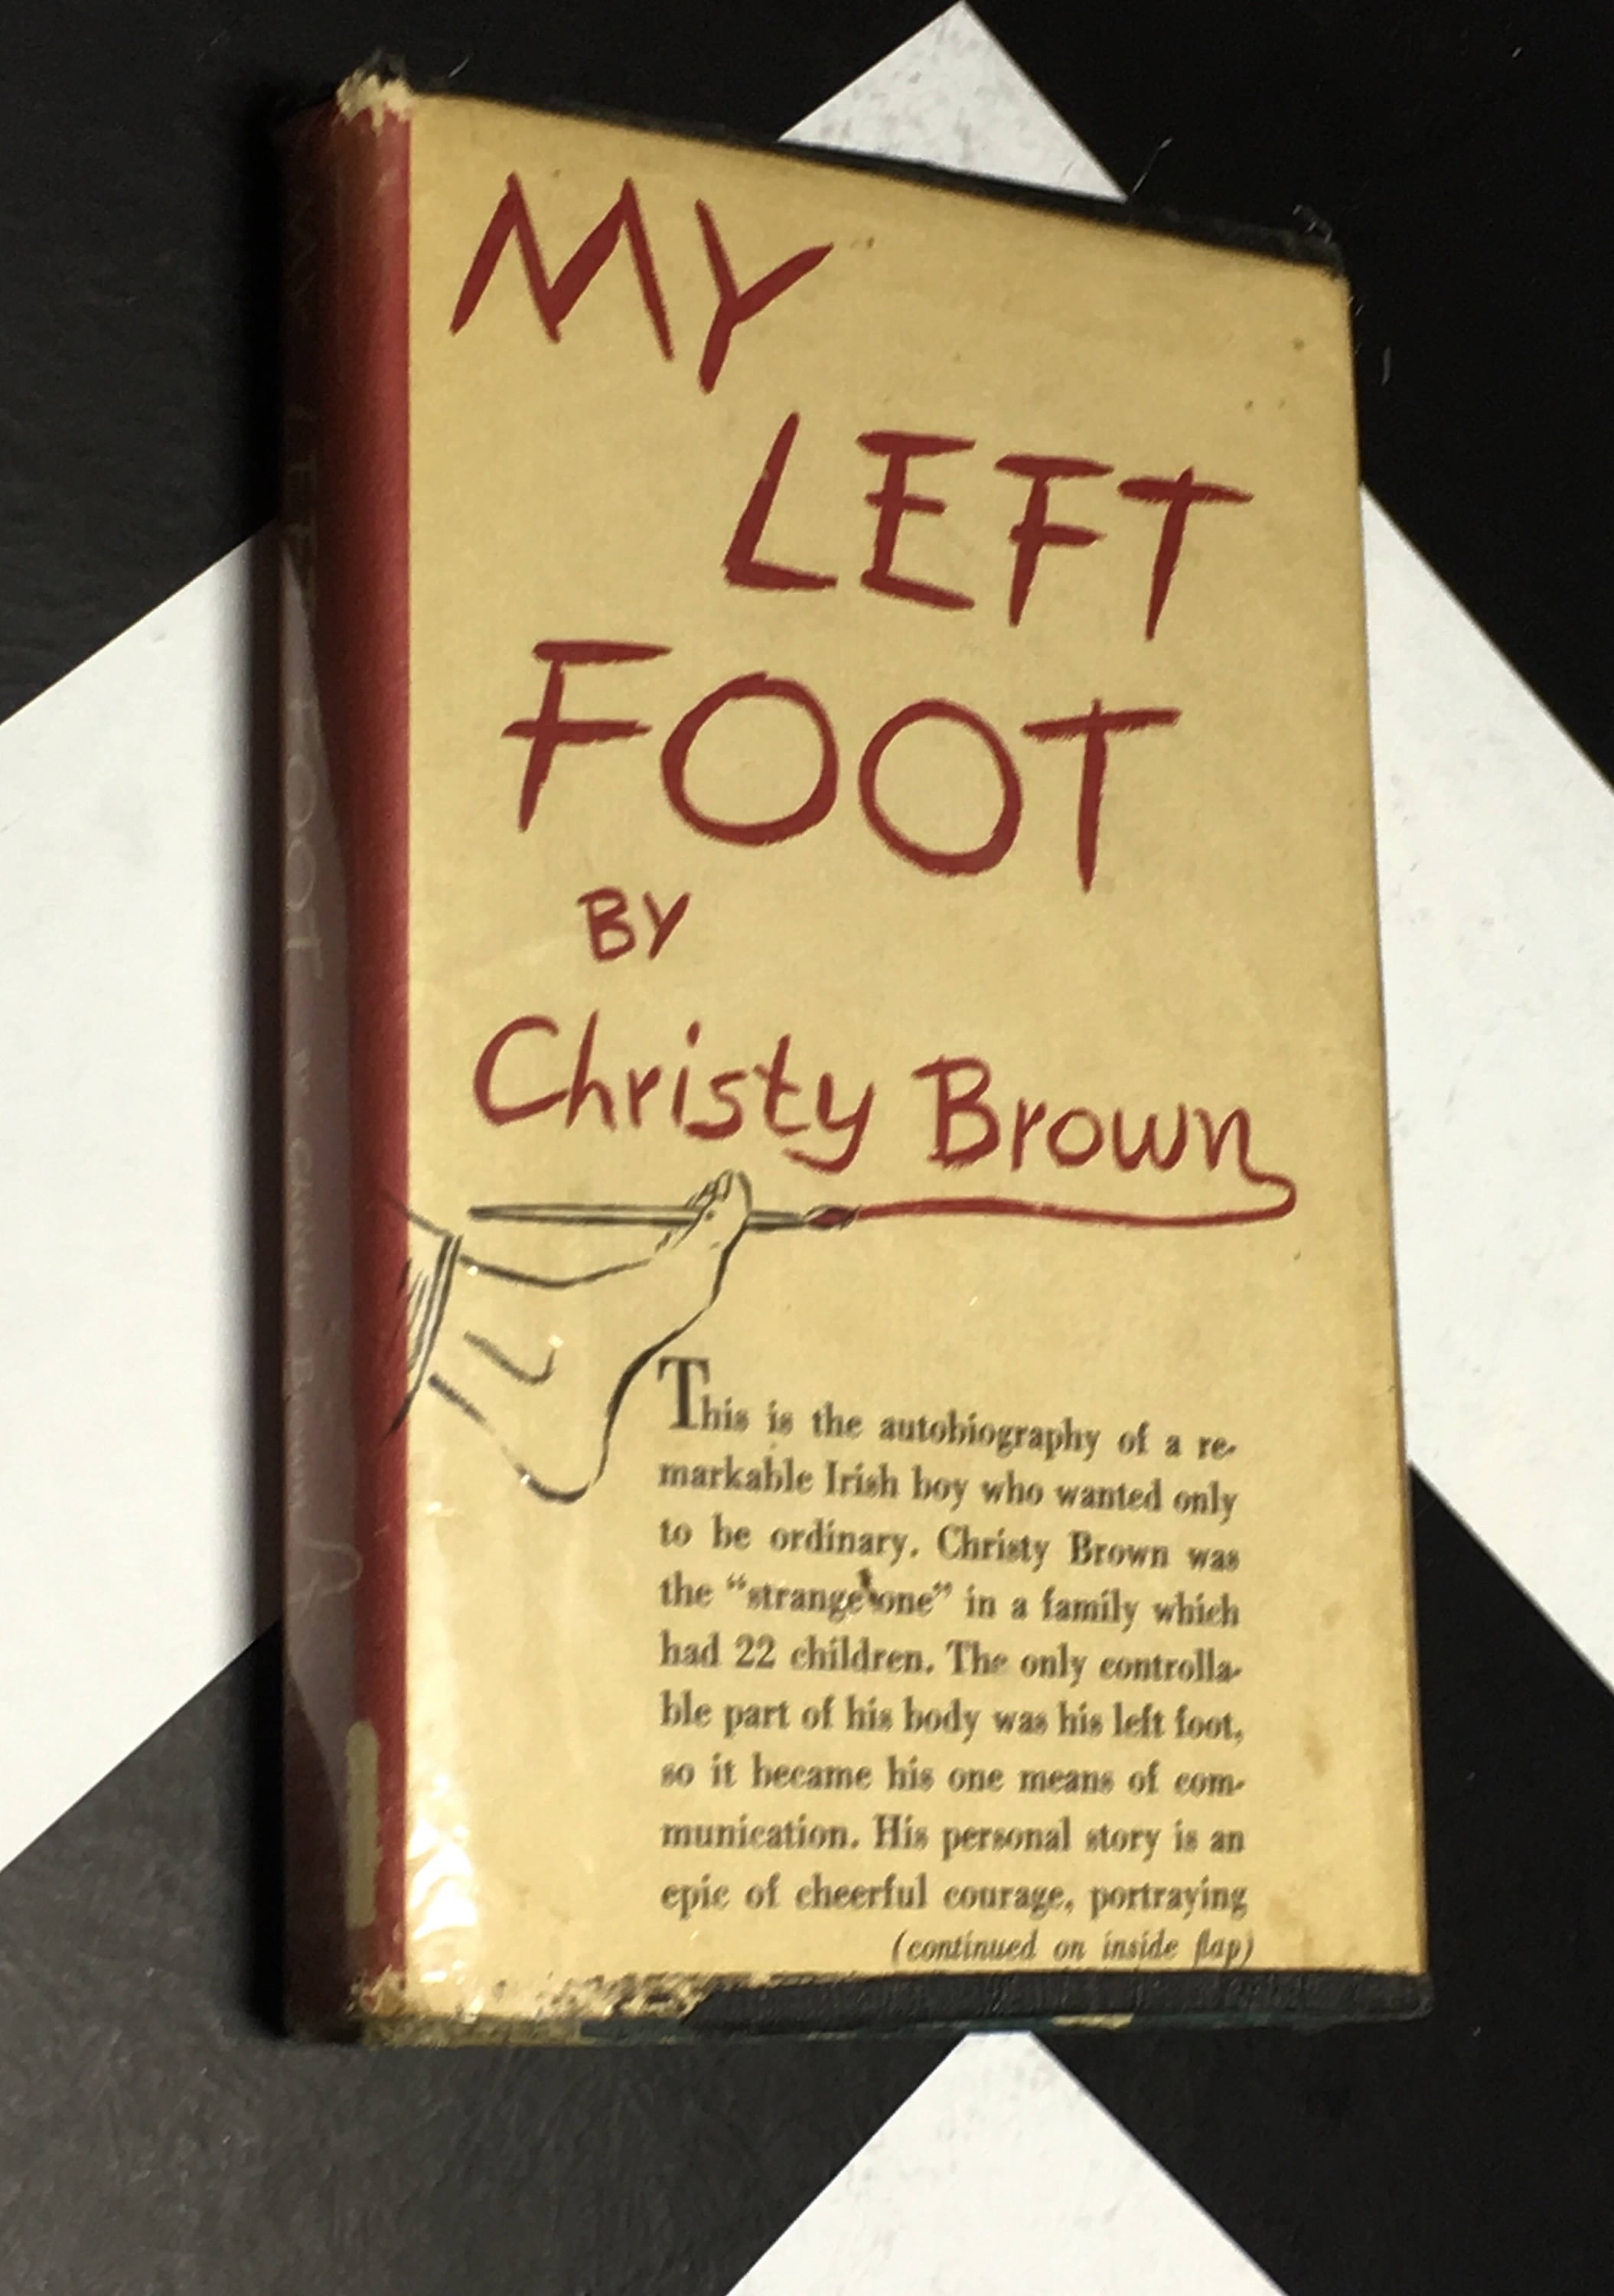 MY
LEFT
FOOT
BY
Christy Brown
This is the autobiography of a re-
markable Irish boy who wanted only
to be ordinary. Christy Brown was
the "strange one" in a family which
had 22 children. The only controlla-
ble part of his body was his left foot,
so it became his one means of com-
munication. His personal story is an
epic of cheerful courage, portraying
(continued on inside flap)
FOOT